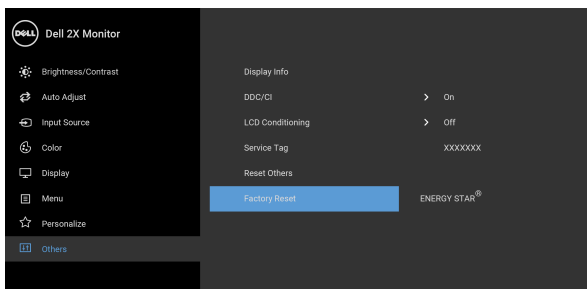 DELL Dell 2X Monitor
Brightness/Contrast
Auto Adjust
Input Source
Color
Display
Menu
Personalize
Others
Display Info
DDC/CI > On
LCD Conditioning > Off
Service Tag XXXXXXX
Reset Others
Factory Reset ENERGY STAR®